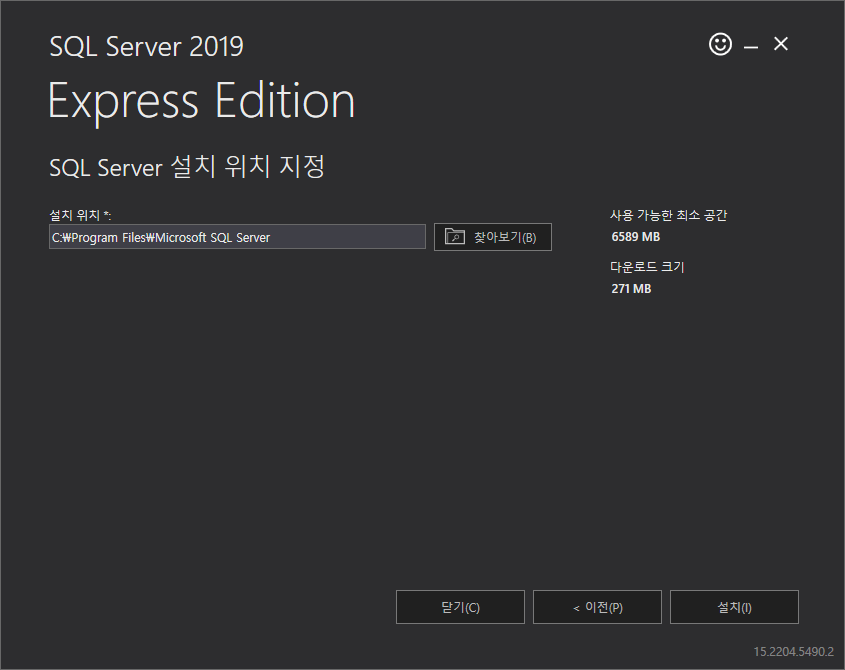 SQL Server 2019
Express Edition
SQL Server 설치 위치 지정
설치 위치 *:
C:₩Program Files₩Microsoft SQL Server
찾아보기(B)
사용 가능한 최소 공간
6589 MB
다운로드 크기
271 MB
닫기(C)
< 이전(P)
설치(I)
15.2204.5490.2